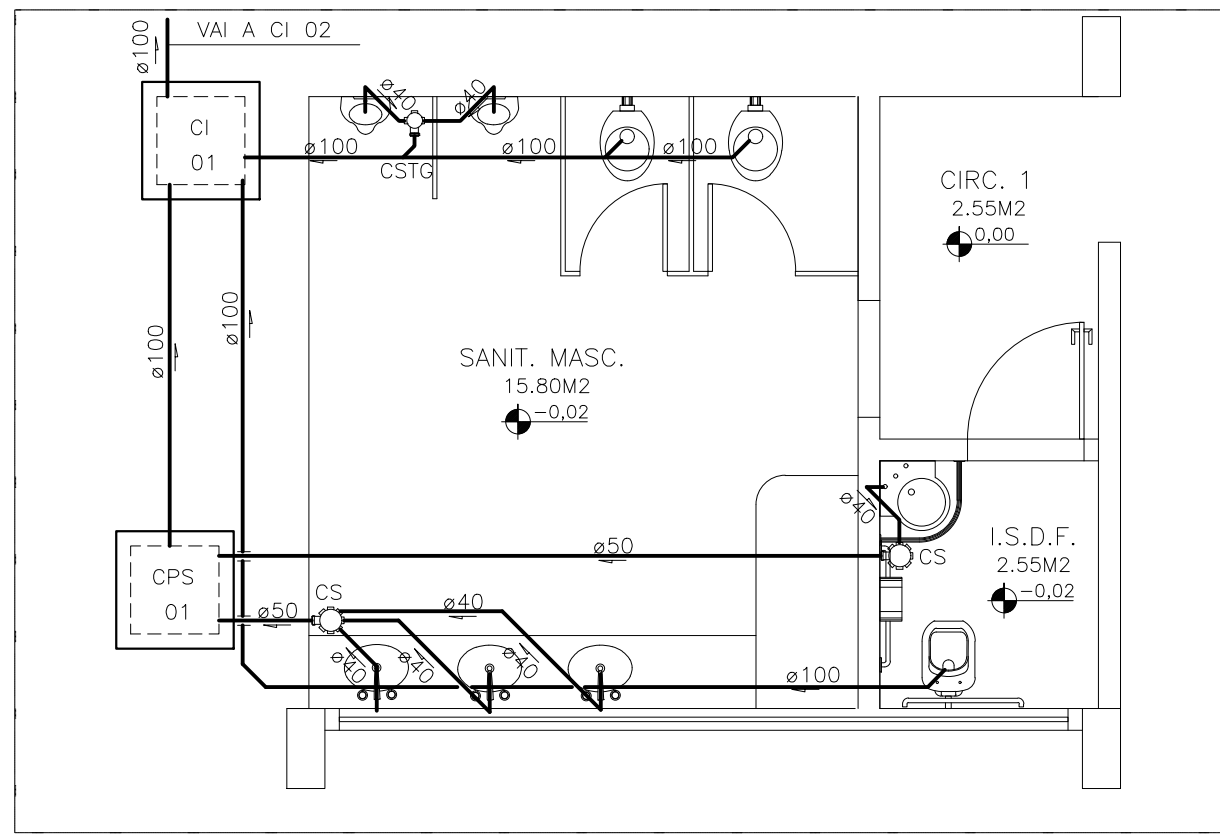 VAI A CI 02
ø100
CI
01
ø40
ø40
ø100
ø100
ø100
CSTG
CIRC. 1
2.55M2
0,00
ø100
ø100
SANIT. MASC.
15.80M2
-0,02
ø40
ø50
CS
I.S.D.F.
2.55M2
-0,02
CPS
01
ø50
CS
ø40
ø40
ø40
ø40
ø100